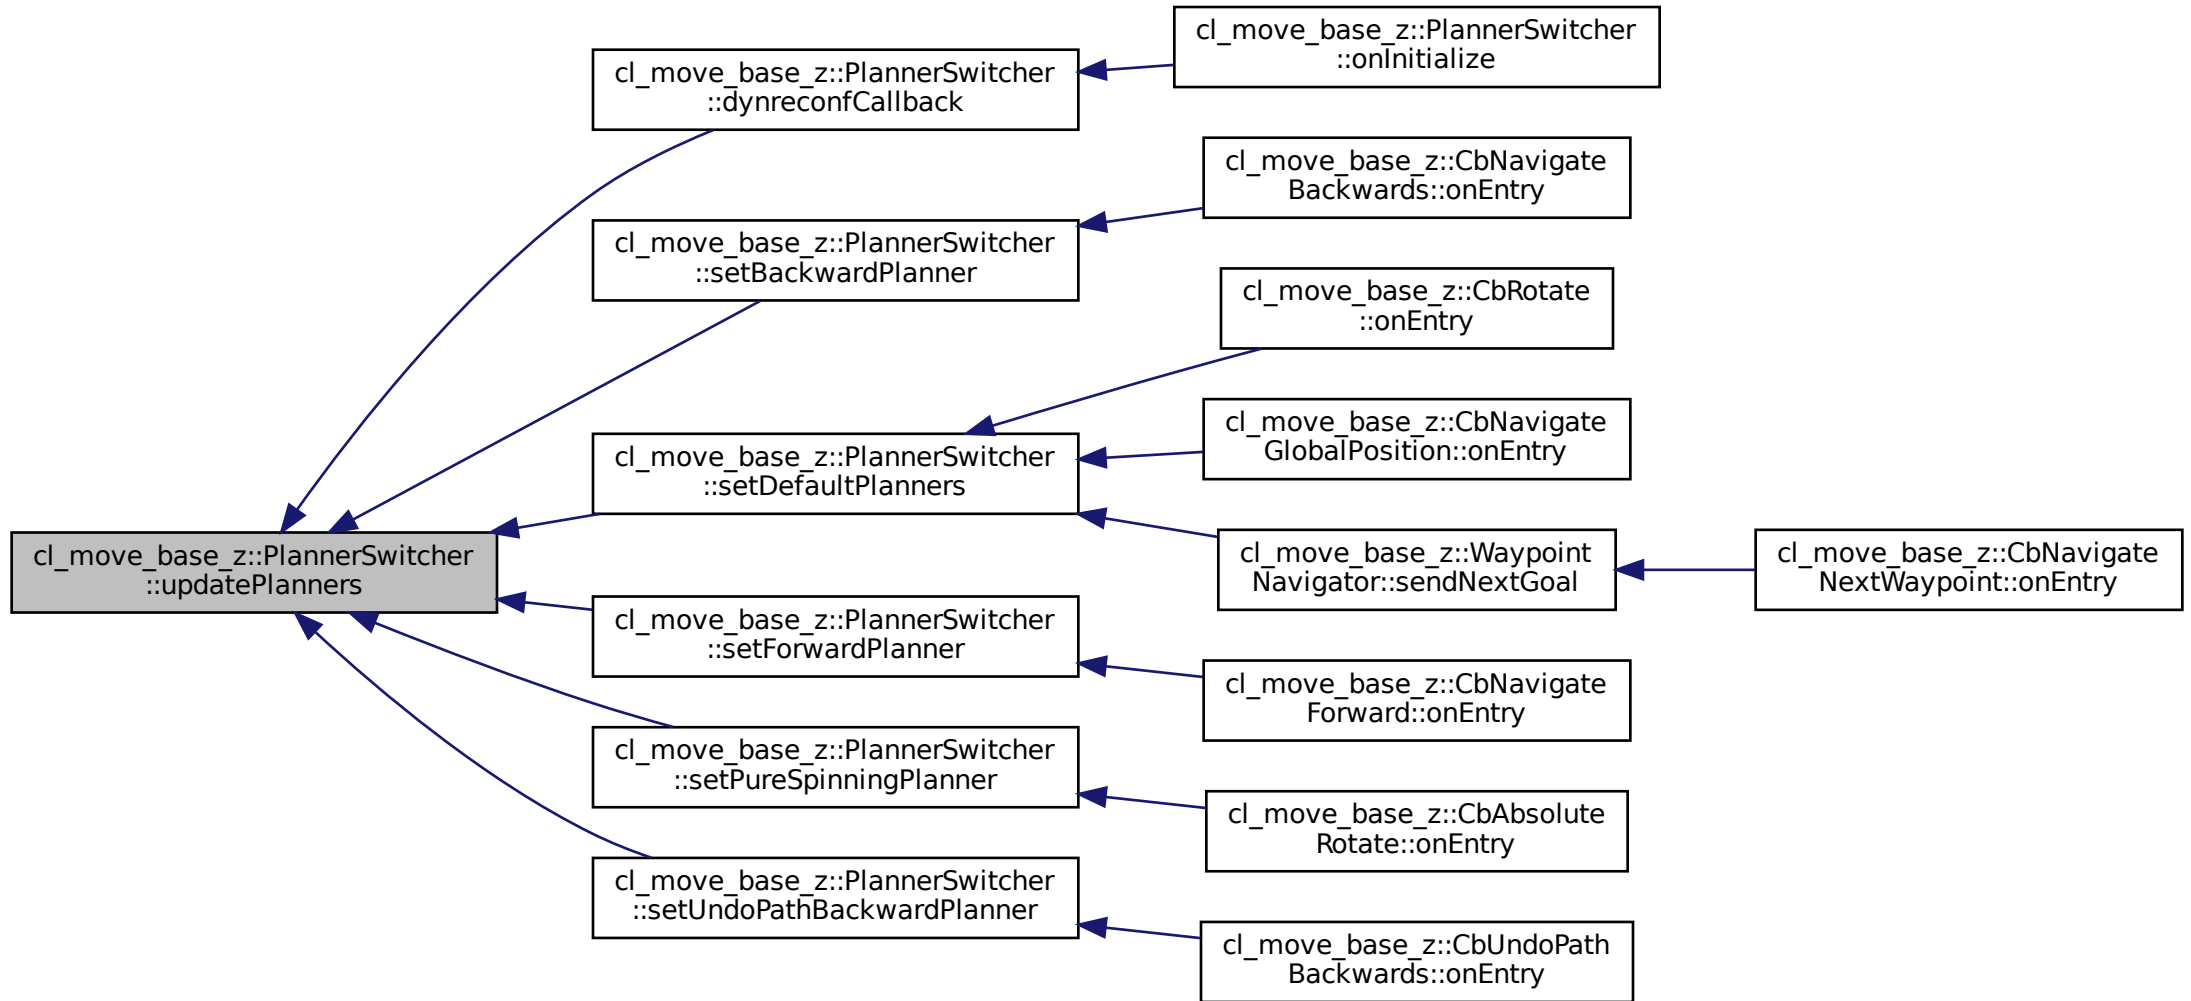 cl_move_base_z::PlannerSwitcher
::updatePlanners
cl_move_base_z::PlannerSwitcher
::dynreconfCallback
cl_move_base_z::PlannerSwitcher
::onInitialize
cl_move_base_z::PlannerSwitcher
::setBackwardPlanner
cl_move_base_z::CbNavigate
Backwards::onEntry
cl_move_base_z::PlannerSwitcher
::setDefaultPlanners
cl_move_base_z::CbRotate
::onEntry
cl_move_base_z::CbNavigate
GlobalPosition::onEntry
cl_move_base_z::Waypoint
Navigator::sendNextGoal
cl_move_base_z::CbNavigate
NextWaypoint::onEntry
cl_move_base_z::PlannerSwitcher
::setForwardPlanner
cl_move_base_z::CbNavigate
Forward::onEntry
cl_move_base_z::PlannerSwitcher
::setPureSpinningPlanner
cl_move_base_z::CbAbsolute
Rotate::onEntry
cl_move_base_z::PlannerSwitcher
::setUndoPathBackwardPlanner
cl_move_base_z::CbUndoPath
Backwards::onEntry